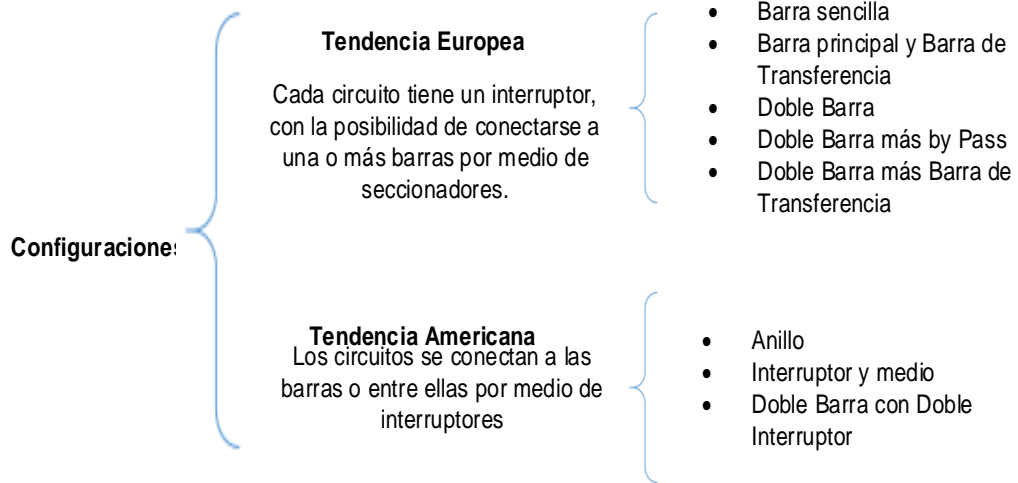 Configuraciones
Tendencia Europea
Cada circuito tiene un interruptor,
con la posibilidad de conectarse a
una o más barras por medio de
seccionadores.
• Barra sencilla
• Barra principal y Barra de
Transferencia
• Doble Barra
• Doble Barra más by Pass
• Doble Barra más Barra de
Transferencia
Tendencia Americana
Los circuitos se conectan a las
barras o entre ellas por medio de
interruptores
• Anillo
• Interruptor y medio
• Doble Barra con Doble
Interruptor